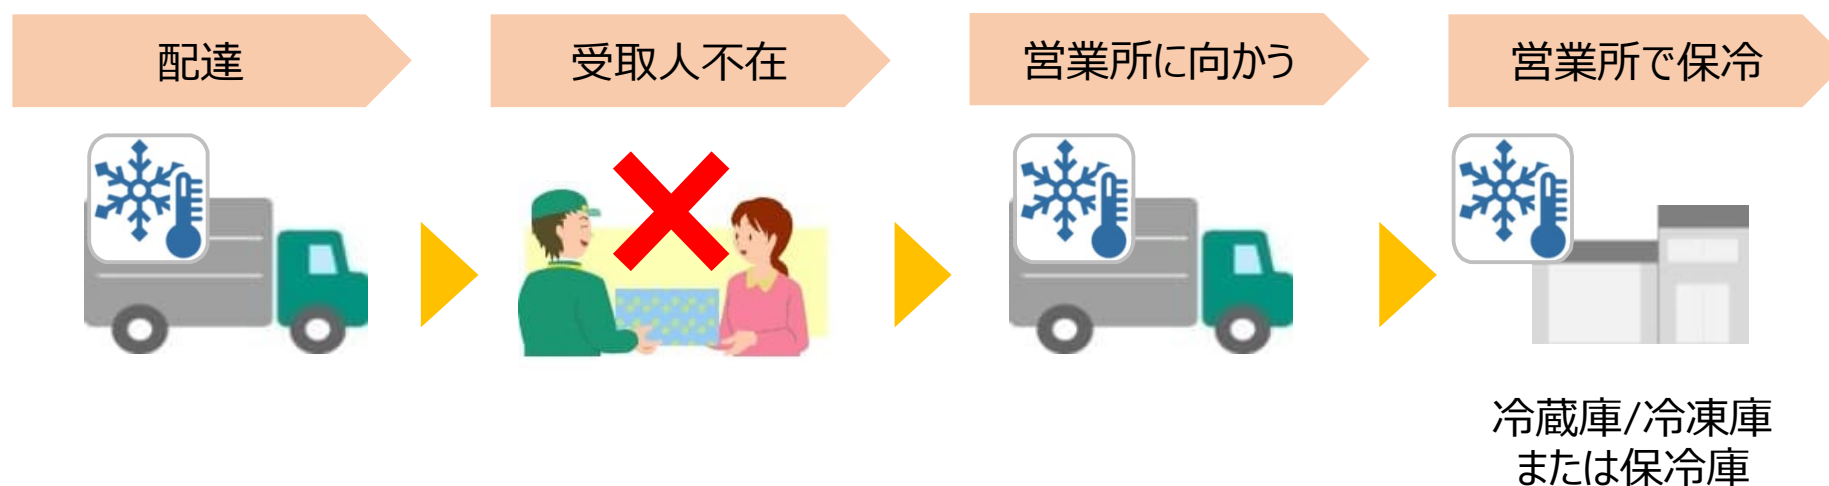 配達
受取人不在
営業所に向かう
営業所で保冷
冷蔵庫/冷凍庫
または保冷庫